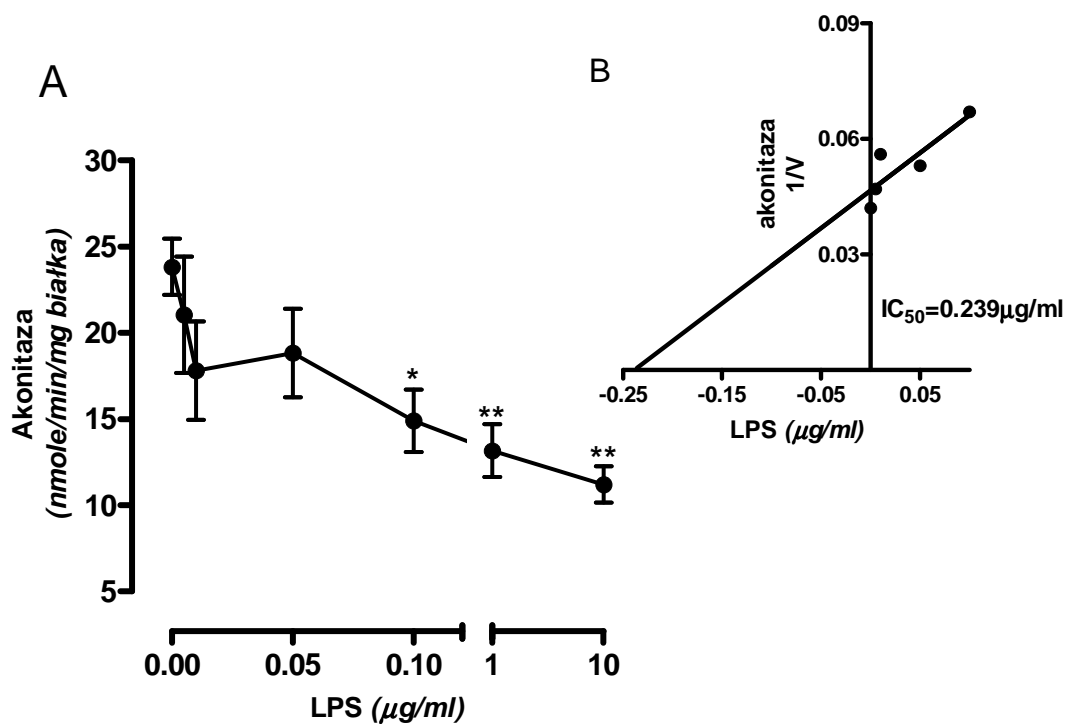 A
30
25
20
15
10
5
Akonitaza
(nmole/min/mg białka)
*
**
**
0.00
0.05
0.10
1
10
LPS (µg/ml)
B
0.09
0.06
0.03
akonitaza
1/V
IC50=0.239µg/ml
-0.25
-0.15
-0.05
0.05
LPS (µg/ml)